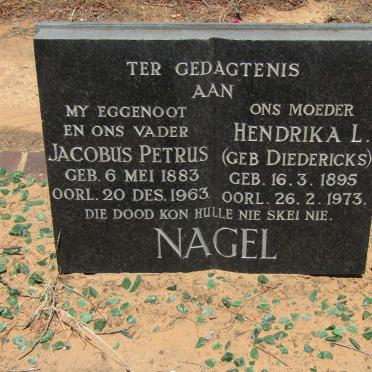 TER GEDAGTENIS
AAN
MY EGGENOOT
EN ONS VADER
JACOBUS PETRUS
GEB. 6 MEI 1883
OORL. 20 DES. 1963.
ONS MOEDER
HENDRIKA L.
(GEB DIEDERICKS)
GEB. 16. 3. 1895
OORL. 26. 2. 1973.
DIE DOOD KON HULLE NIE SKEI NIE.
NAGEL